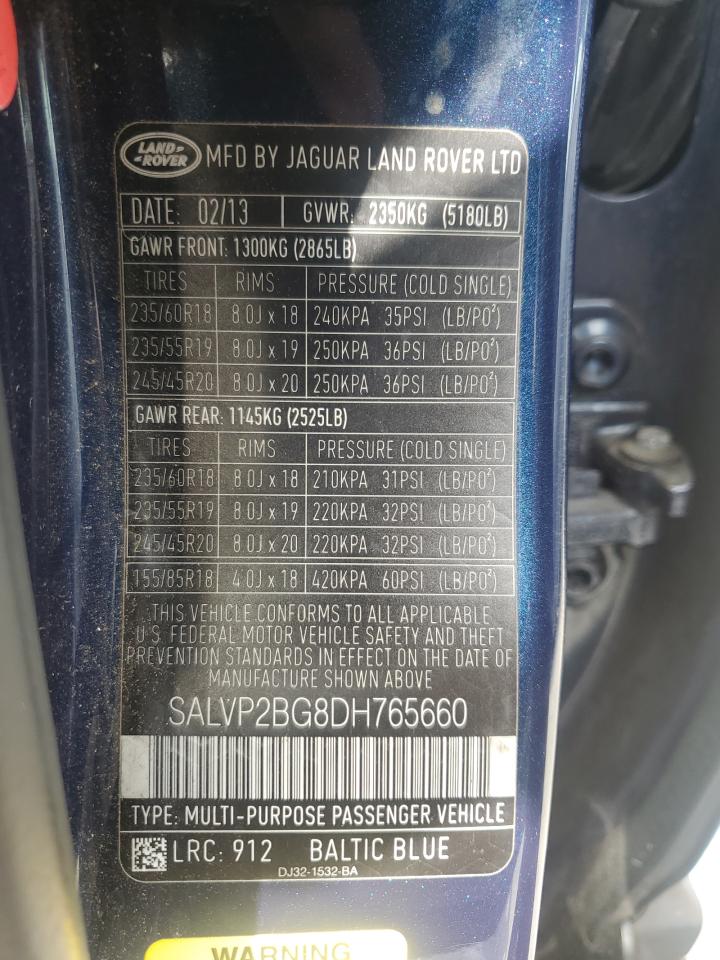 LAND ROVER MFD BY JAGUAR LAND ROVER LTD
DATE: 02/13 GVWR: 2350KG (5180LB)
GAWR FRONT: 1300KG (2865LB)
TIRES RIMS PRESSURE (COLD SINGLE)
235/60R18 8.0J x 18 240KPA 35PSI (LB/PO²)
235/55R19 8.0J x 19 250KPA 36PSI (LB/PO²)
245/45R20 8.0J x 20 250KPA 36PSI (LB/PO²)
GAWR REAR: 1145KG (2525LB)
TIRES RIMS PRESSURE (COLD SINGLE)
235/60R18 8.0J x 18 210KPA 31PSI (LB/PO²)
235/55R19 8.0J x 19 220KPA 32PSI (LB/PO²)
245/45R20 8.0J x 20 220KPA 32PSI (LB/PO²)
155/85R18 4.0J x 18 420KPA 60PSI (LB/PO²)
THIS VEHICLE CONFORMS TO ALL APPLICABLE
U.S. FEDERAL MOTOR VEHICLE SAFETY AND THEFT
PREVENTION STANDARDS IN EFFECT ON THE DATE OF
MANUFACTURE SHOWN ABOVE
SALVP2BG8DH765660
TYPE: MULTI-PURPOSE PASSENGER VEHICLE
LRC: 912 BALTIC BLUE
DJ32-1532-BA
WARNING